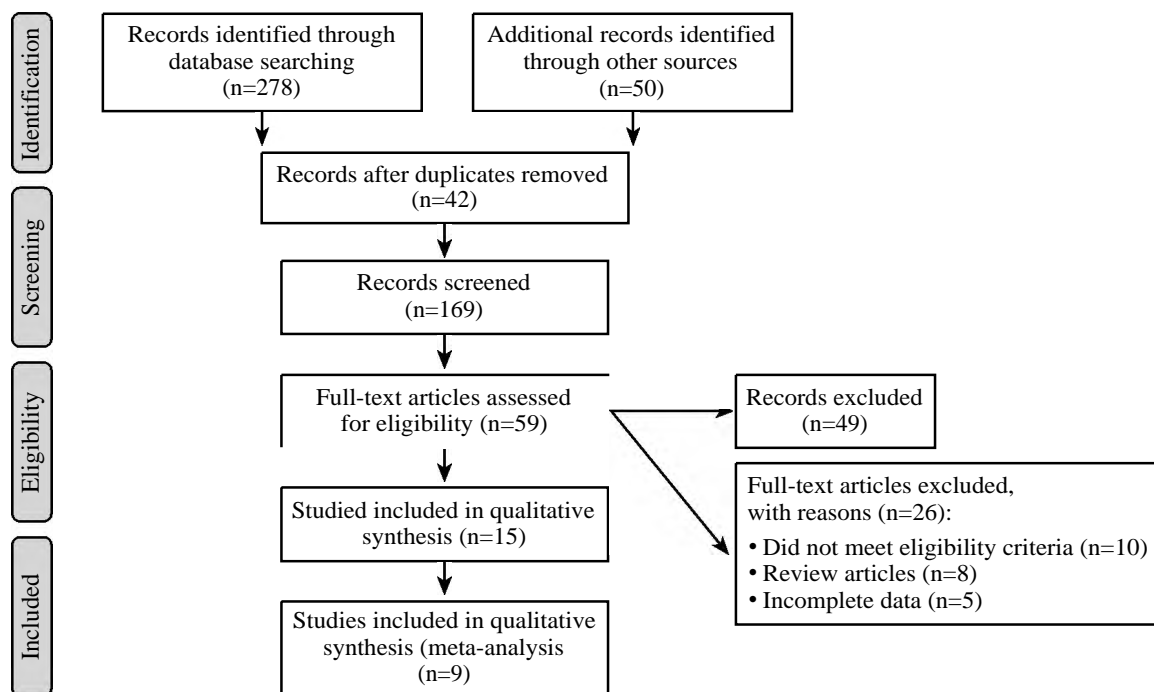 Identification
Records identified through
database searching
(n=278)
Additional records identified
through other sources
(n=50)
Records after duplicates removed
(n=42)
Screening
Records screened
(n=169)
Eligibility
Full-text articles assessed
for eligibility (n=59)
Records excluded
(n=49)
Full-text articles excluded,
with reasons (n=26):
• Did not meet eligibility criteria (n=10)
• Review articles (n=8)
• Incomplete data (n=5)
Studied included in qualitative
synthesis (n=15)
Included
Studies included in qualitative
synthesis (meta-analysis
(n=9)